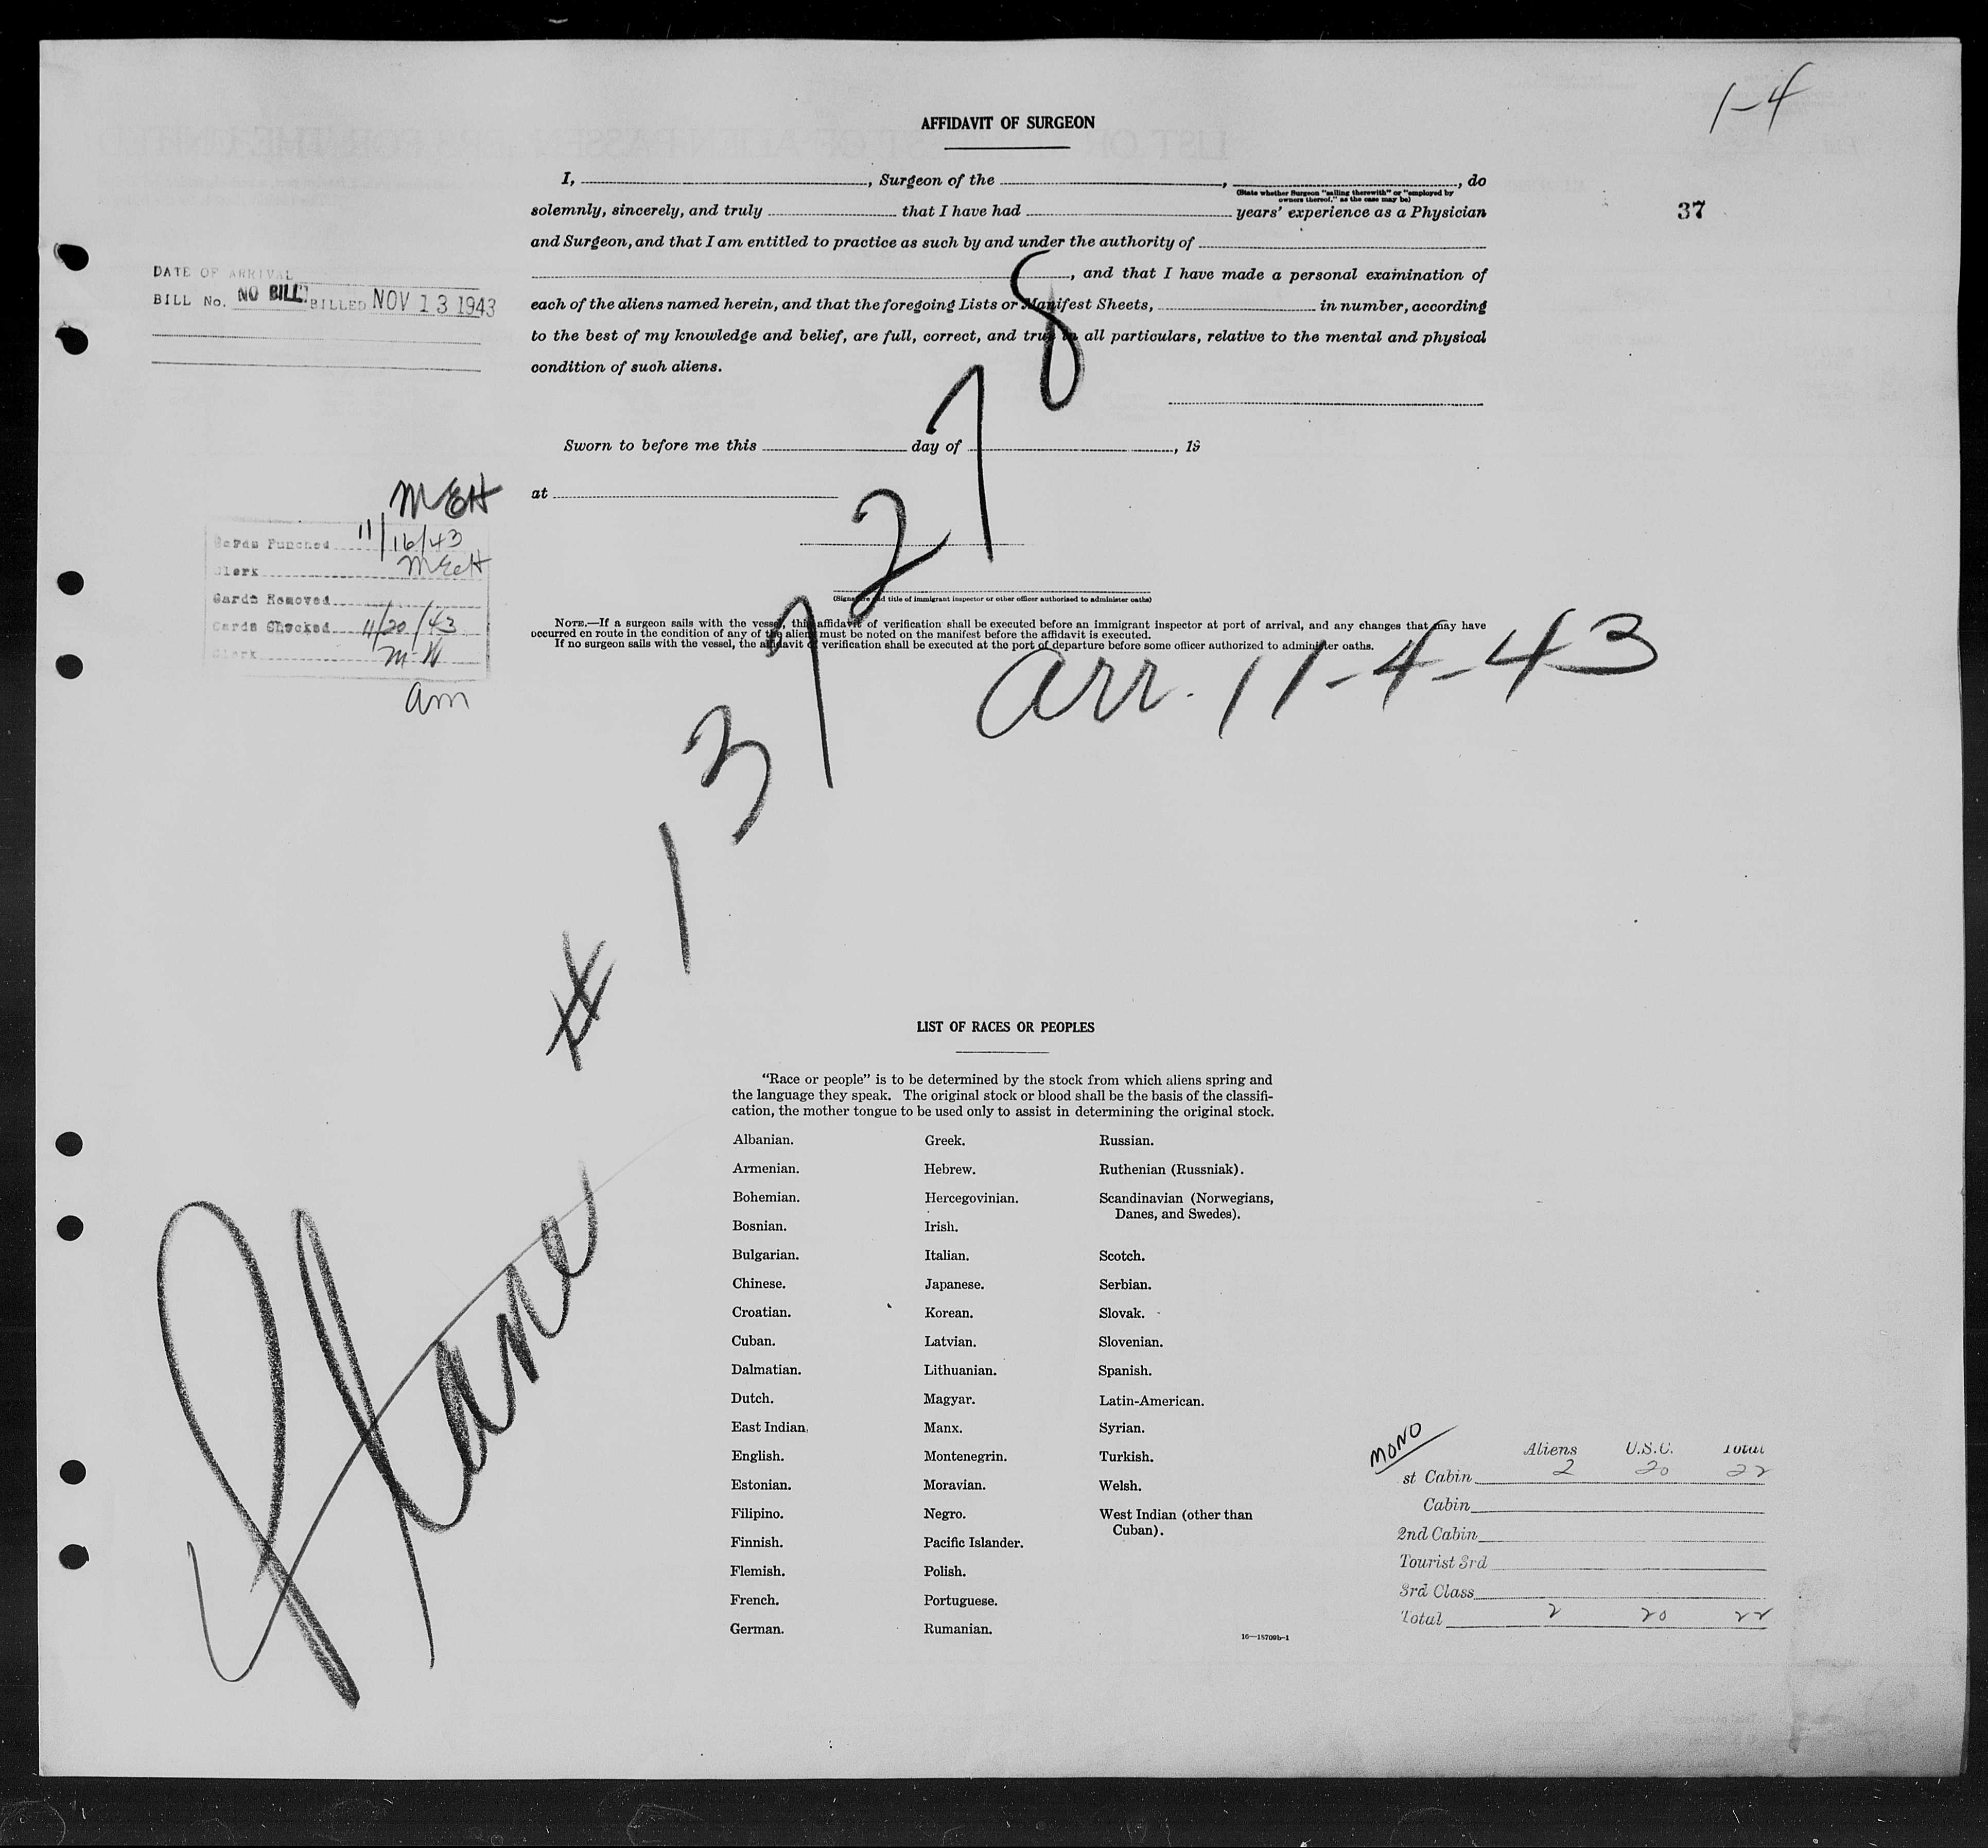 1-4
AFFIDAVIT OF SURGEON
I, , Surgeon of the , , do
(State whether Surgeon "sailing therewith" or "employed by
owners thereof," as the case may be)
solemnly, sincerely, and truly that I have had years' experience as a Physician
37
and Surgeon, and that I am entitled to practice as such by and under the authority of
, and that I have made a personal examination of
each of the aliens named herein, and that the foregoing Lists or Manifest Sheets, in number, according
to the best of my knowledge and belief, are full, correct, and true in all particulars, relative to the mental and physical
condition of such aliens.
DATE OF ARRIVAL
BILL No. NO BILL BILLED NOV 13 1943
Sworn to before me this day of , 19
at
(Signature and title of immigrant inspector or other officer authorized to administer oaths)
NOTE.—If a surgeon sails with the vessel, this affidavit of verification shall be executed before an immigrant inspector at port of arrival, and any changes that may have
occurred en route in the condition of any of the aliens must be noted on the manifest before the affidavit is executed.
If no surgeon sails with the vessel, the affidavit of verification shall be executed at the port of departure before some officer authorized to administer oaths.
MEH
Cards Punched 11/16/43
Clerk MEH
Cards Removed
Cards Checked 11/20/43
Clerk
am
arr. 11-4-43
Plane # 137278
LIST OF RACES OR PEOPLES
"Race or people" is to be determined by the stock from which aliens spring and
the language they speak. The original stock or blood shall be the basis of the classifi-
cation, the mother tongue to be used only to assist in determining the original stock.
Albanian. Greek. Russian.
Armenian. Hebrew. Ruthenian (Russniak).
Bohemian. Hercegovinian. Scandinavian (Norwegians,
Danes, and Swedes).
Bosnian. Irish.
Bulgarian. Italian. Scotch.
Chinese. Japanese. Serbian.
Croatian. Korean. Slovak.
Cuban. Latvian. Slovenian.
Dalmatian. Lithuanian. Spanish.
Dutch. Magyar. Latin-American.
East Indian. Manx. Syrian.
English. Montenegrin. Turkish.
Estonian. Moravian. Welsh.
Filipino. Negro. West Indian (other than
Cuban).
Finnish. Pacific Islander.
Flemish. Polish.
French. Portuguese.
German. Rumanian.
16—15709b-1
MONO
Aliens U.S.C. Total
st Cabin 2 20 22
Cabin
2nd Cabin
Tourist 3rd
3rd Class
Total 2 20 22